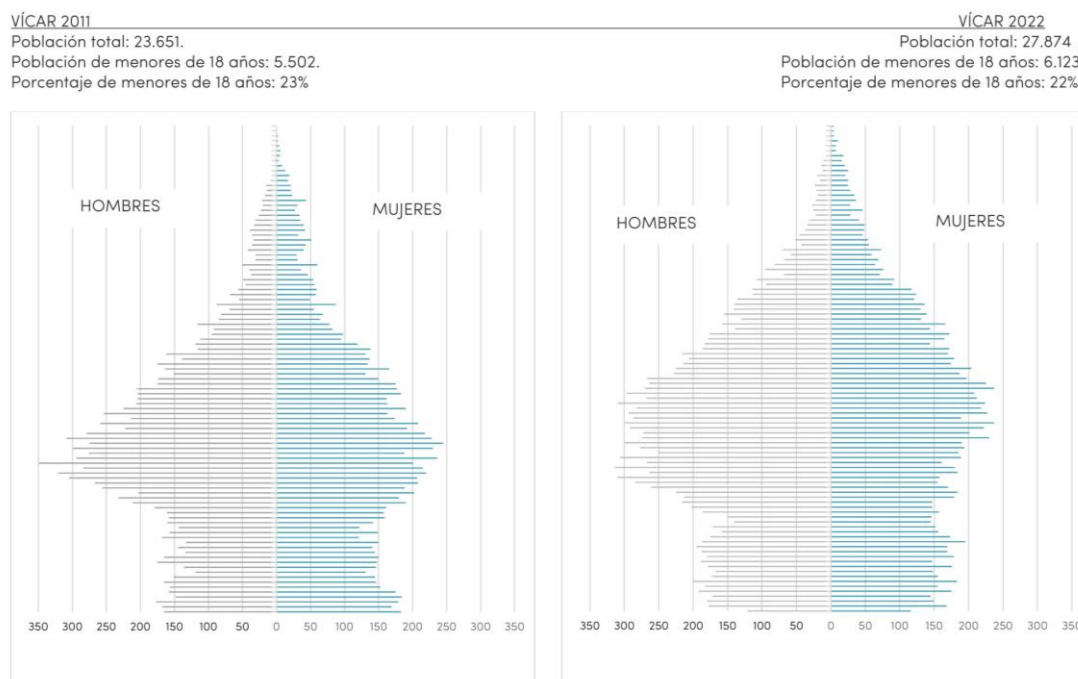 VÍCAR 2011
Población total: 23.651.
Población de menores de 18 años: 5.502.
Porcentaje de menores de 18 años: 23%
VÍCAR 2022
Población total: 27.874
Población de menores de 18 años: 6.123
Porcentaje de menores de 18 años: 22%
HOMBRES MUJERES
350 300 250 200 150 100 50 0 50 100 150 200 250 300 350
HOMBRES MUJERES
350 300 250 200 150 100 50 0 50 100 150 200 250 300 350